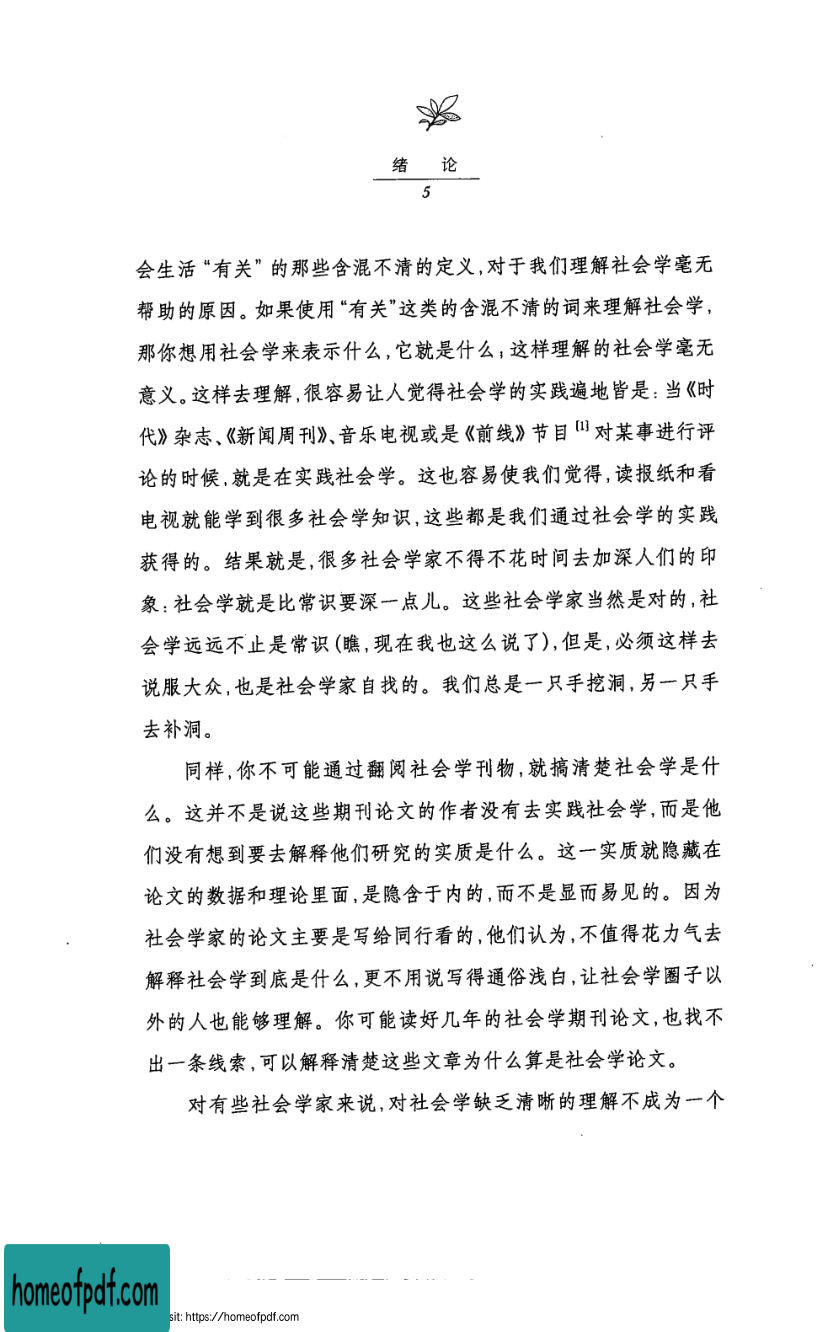 绪 论
5
会生活“有关”的那些含混不清的定义,对于我们理解社会学毫无
帮助的原因。如果使用“有关”这类的含混不清的词来理解社会学,
那你想用社会学来表示什么,它就是什么;这样理解的社会学毫无
意义。这样去理解,很容易让人觉得社会学的实践遍地皆是:当《时
代》杂志、《新闻周刊》、音乐电视或是《前线》节目[1]对某事进行评
论的时候,就是在实践社会学。这也容易使我们觉得,读报纸和看
电视就能学到很多社会学知识,这些都是我们通过社会学的实践
获得的。结果就是,很多社会学家不得不花时间去加深人们的印
象:社会学就是比常识要深一点儿。这些社会学家当然是对的,社
会学远远不止是常识(瞧,现在我也这么说了),但是,必须这样去
说服大众,也是社会学家自找的。我们总是一只手挖洞,另一只手
去补洞。
同样,你不可能通过翻阅社会学刊物,就搞清楚社会学是什
么。这并不是说这些期刊论文的作者没有去实践社会学,而是他
们没有想到要去解释他们研究的实质是什么。这一实质就隐藏在
论文的数据和理论里面,是隐含于内的,而不是显而易见的。因为
社会学家的论文主要是写给同行看的,他们认为,不值得花力气去
解释社会学到底是什么,更不用说写得通俗浅白,让社会学圈子以
外的人也能够理解。你可能读好几年的社会学期刊论文,也找不
出一条线索,可以解释清楚这些文章为什么算是社会学论文。
对有些社会学家来说,对社会学缺乏清晰的理解不成为一个
homeofpdf.com
sit: https://homeofpdf.com